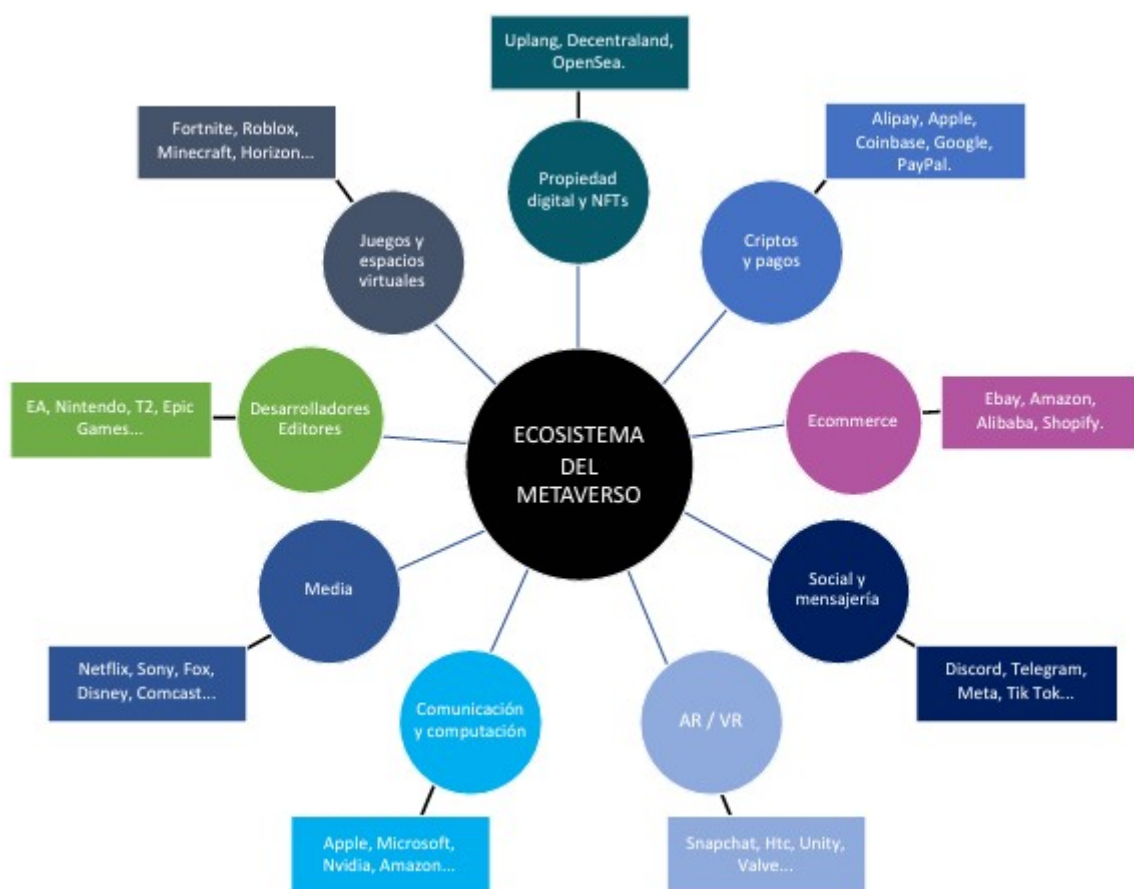 Uplang, Decentraland,
OpenSea.
Propiedad
digital y NFTs
Alipay, Apple,
Coinbase, Google,
PayPal.
Criptos
y pagos
Ebay, Amazon,
Alibaba, Shopify.
Ecommerce
Social y
mensajería
Discord, Telegram,
Meta, Tik Tok...
AR / VR
Snapchat, Htc, Unity,
Valve...
Comunicación
y computación
Apple, Microsoft,
Nvidia, Amazon...
Media
Netflix, Sony, Fox,
Disney, Comcast...
Desarrolladores
Editores
EA, Nintendo, T2, Epic
Games...
Juegos y
espacios
virtuales
Fortnite, Roblox,
Minecraft, Horizon...
ECOSISTEMA
DEL
METAVERSO